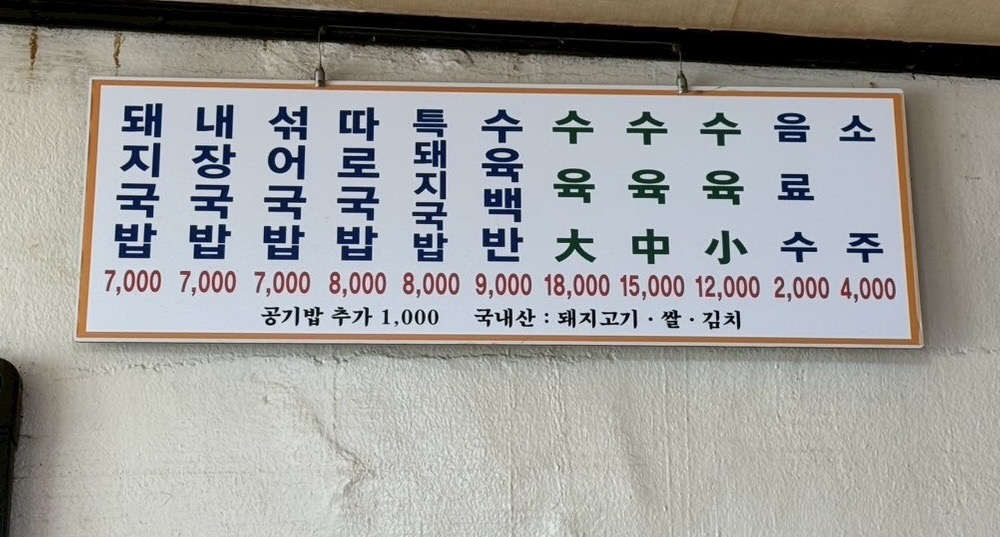 돼지국밥 7,000
내장국밥 7,000
섞어국밥 7,000
따로국밥 8,000
특돼지국밥 8,000
수육백반 9,000
수육大 18,000
수육中 15,000
수육小 12,000
음료수 2,000
소주 4,000
공기밥 추가 1,000 국내산 : 돼지고기 · 쌀 · 김치